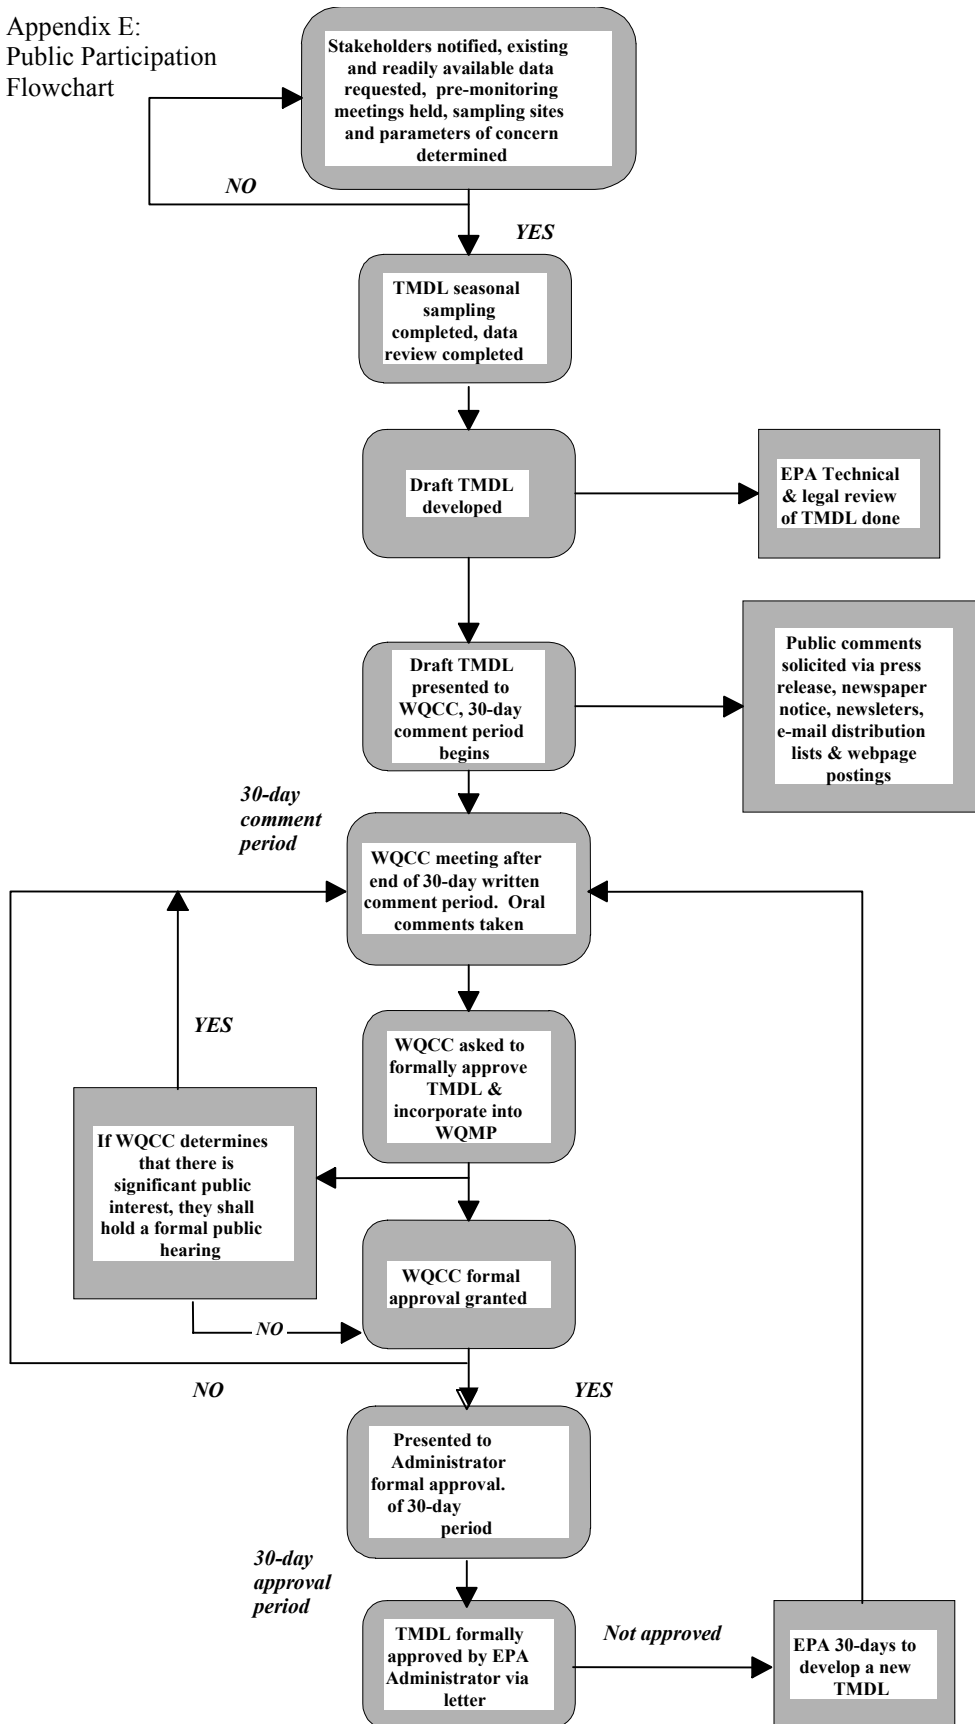 Appendix E:
Public Participation
Flowchart
Stakeholders notified, existing
and readily available data
requested, pre-monitoring
meetings held, sampling sites
and parameters of concern
determined
NO
YES
TMDL seasonal
sampling
completed, data
review completed
Draft TMDL
developed
EPA Technical
& legal review
of TMDL done
Draft TMDL
presented to
WQCC, 30-day
comment period
begins
Public comments
solicited via press
release, newspaper
notice, newsleters,
e-mail distribution
lists & webpage
postings
30-day
comment
period
WQCC meeting after
end of 30-day written
comment period. Oral
comments taken
YES
WQCC asked to
formally approve
TMDL &
incorporate into
WQMP
If WQCC determines
that there is
significant public
interest, they shall
hold a formal public
hearing
WQCC formal
approval granted
NO
NO
YES
Presented to
Administrator
formal approval.
of 30-day
period
30-day
approval
period
TMDL formally
approved by EPA
Administrator via
letter
Not approved
EPA 30-days to
develop a new
TMDL